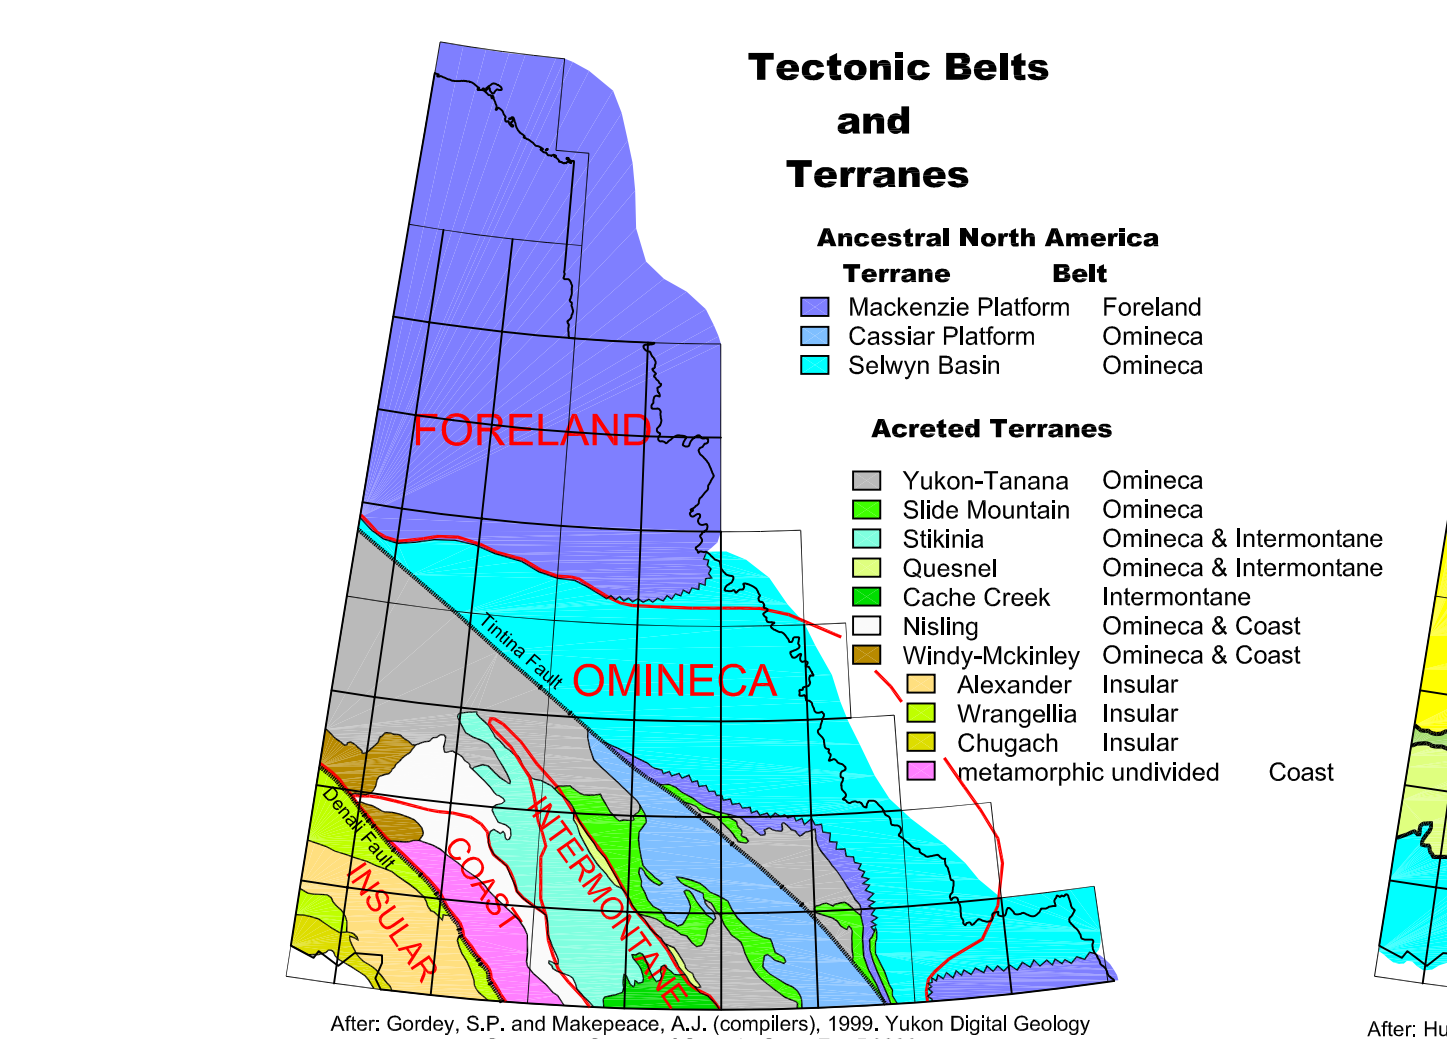 Tectonic Belts
and
Terranes
Ancestral North America
Terrane Belt
Mackenzie Platform Foreland
Cassiar Platform Omineca
Selwyn Basin Omineca
Acreted Terranes
Yukon-Tanana Omineca
Slide Mountain Omineca
Stikinia Omineca & Intermontane
Quesnel Omineca & Intermontane
Cache Creek Intermontane
Nisling Omineca & Coast
Windy-Mckinley Omineca & Coast
Alexander Insular
Wrangellia Insular
Chugach Insular
metamorphic undivided Coast
FORELAND
Tintina Fault
OMINECA
Denali Fault
INTERMONTANE
COAST
INSULAR
After: Gordey, S.P. and Makepeace, A.J. (compilers), 1999. Yukon Digital Geology
After: Hu